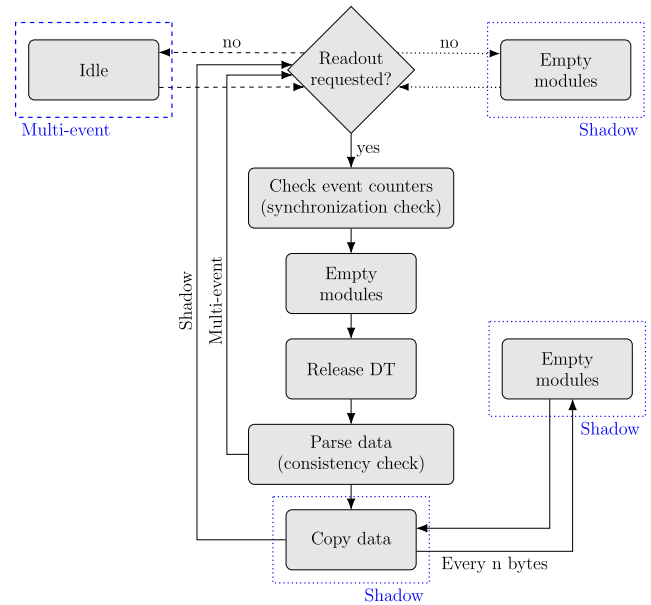 no
Readout
requested?
no
Idle
Empty
modules
Multi-event
Shadow
yes
Check event counters
(synchronization check)
Empty
modules
Shadow
Multi-event
Release DT
Empty
modules
Shadow
Parse data
(consistency check)
Copy data
Every n bytes
Shadow